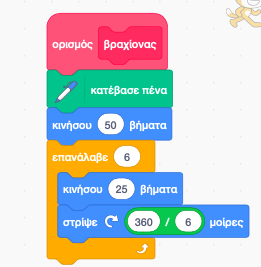 ορισμός βραχίονας
κατέβασε πένα
κινήσου 50 βήματα
επανάλαβε 6
κινήσου 25 βήματα
στρίψε 360 / 6 μοίρες